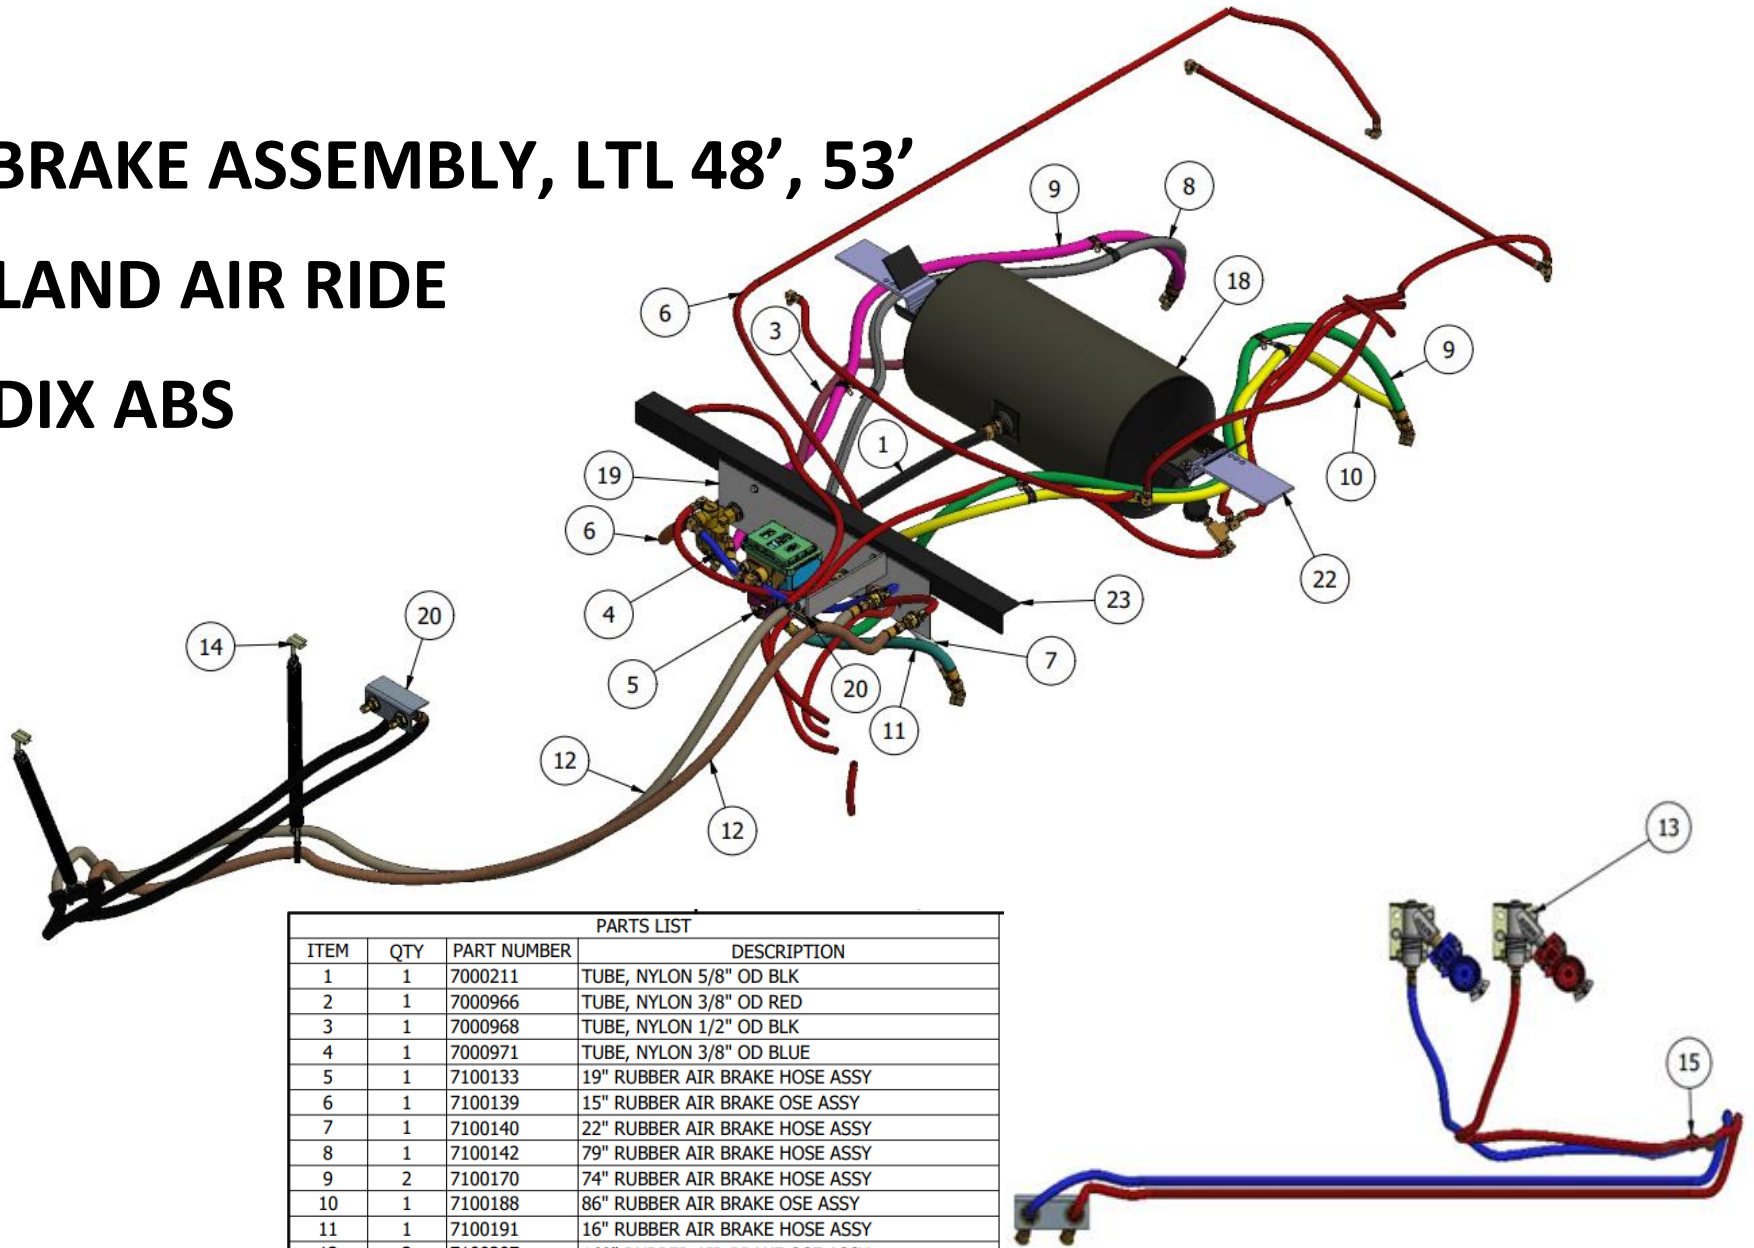 BRAKE ASSEMBLY, LTL 48’, 53’
LAND AIR RIDE
DIX ABS
9
8
18
6
3
9
1
10
19
6
22
4
23
20
14
7
5
20
11
12
12
13
15
PARTS LIST
ITEM QTY PART NUMBER DESCRIPTION
1 1 7000211 TUBE, NYLON 5/8" OD BLK
2 1 7000966 TUBE, NYLON 3/8" OD RED
3 1 7000968 TUBE, NYLON 1/2" OD BLK
4 1 7000971 TUBE, NYLON 3/8" OD BLUE
5 1 7100133 19" RUBBER AIR BRAKE HOSE ASSY
6 1 7100139 15" RUBBER AIR BRAKE OSE ASSY
7 1 7100140 22" RUBBER AIR BRAKE HOSE ASSY
8 1 7100142 79" RUBBER AIR BRAKE HOSE ASSY
9 2 7100170 74" RUBBER AIR BRAKE HOSE ASSY
10 1 7100188 86" RUBBER AIR BRAKE OSE ASSY
11 1 7100191 16" RUBBER AIR BRAKE HOSE ASSY